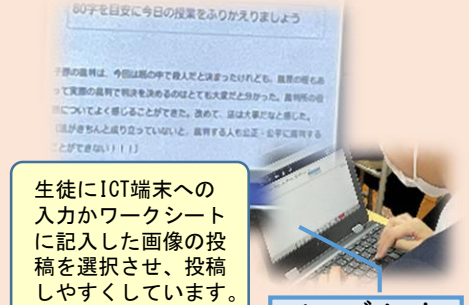 80字を目安に今日の授業をふりかえりましょう
子郎の裁判は、今回は題の中で殺人だと決まったけれども、裁
って実際の裁判で判決を決めるのはとても大変だと分かった。裁判所の役
についてよく感じることができた。改めて、法は大事だなと感じた。
法がきちんと成り立っていないと、裁判する人も公正・公平に裁判する
ことができない！！！）
生徒にICT端末への
入力かワークシート
に記入した画像の投
稿を選択させ、投稿
しやすくしています。